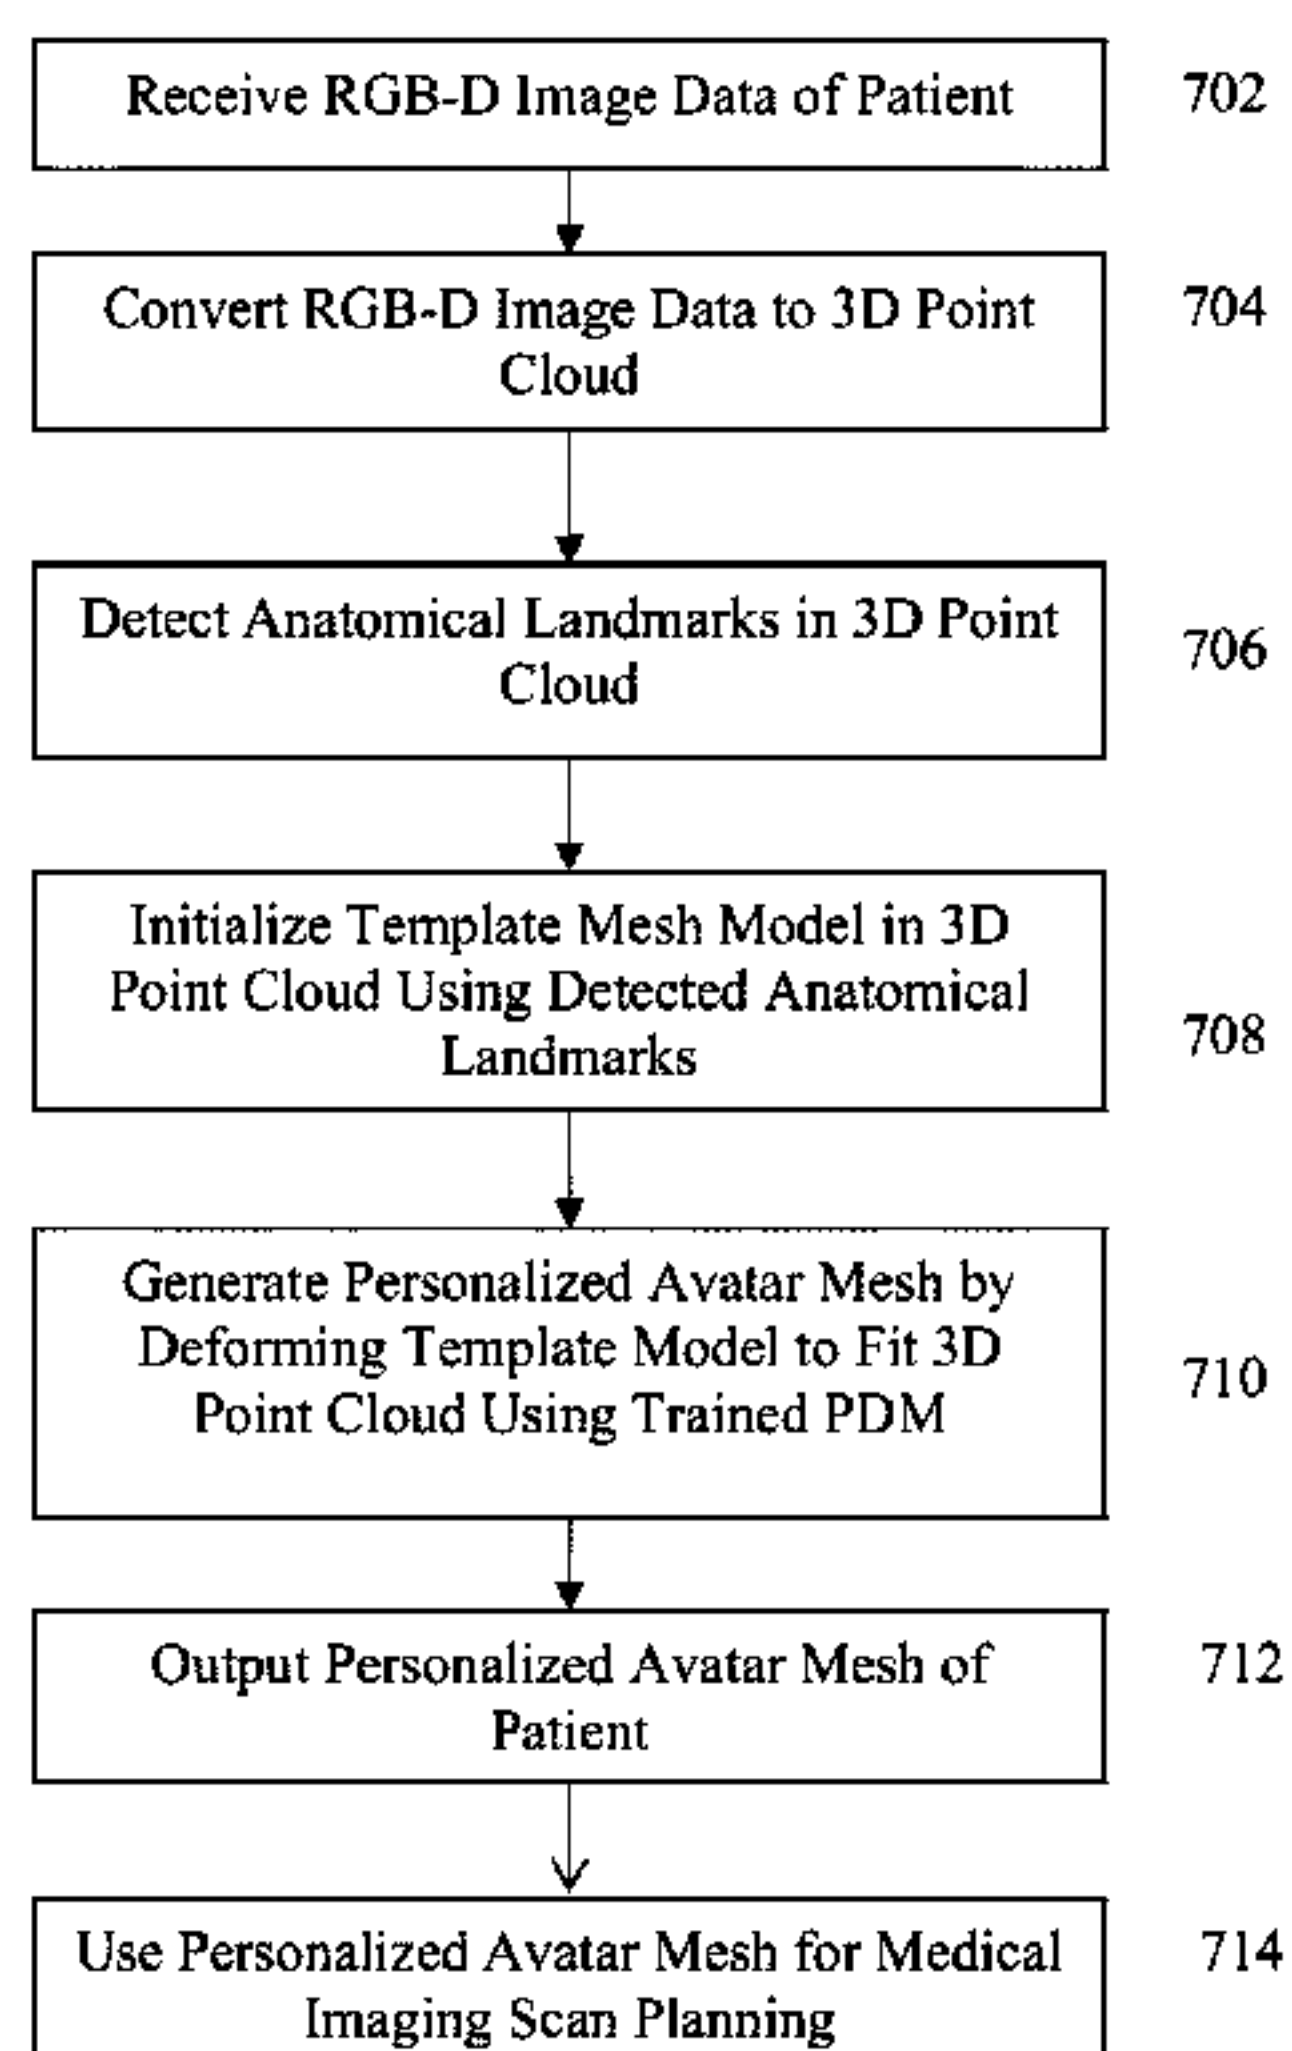 Receive RGB-D Image Data of Patient
702
Convert RGB-D Image Data to 3D Point
Cloud
704
Detect Anatomical Landmarks in 3D Point
Cloud
706
Initialize Template Mesh Model in 3D
Point Cloud Using Detected Anatomical
Landmarks
708
Generate Personalized Avatar Mesh by
Deforming Template Model to Fit 3D
Point Cloud Using Trained PDM
710
Output Personalized Avatar Mesh of
Patient
712
Use Personalized Avatar Mesh for Medical
Imaging Scan Planning
714